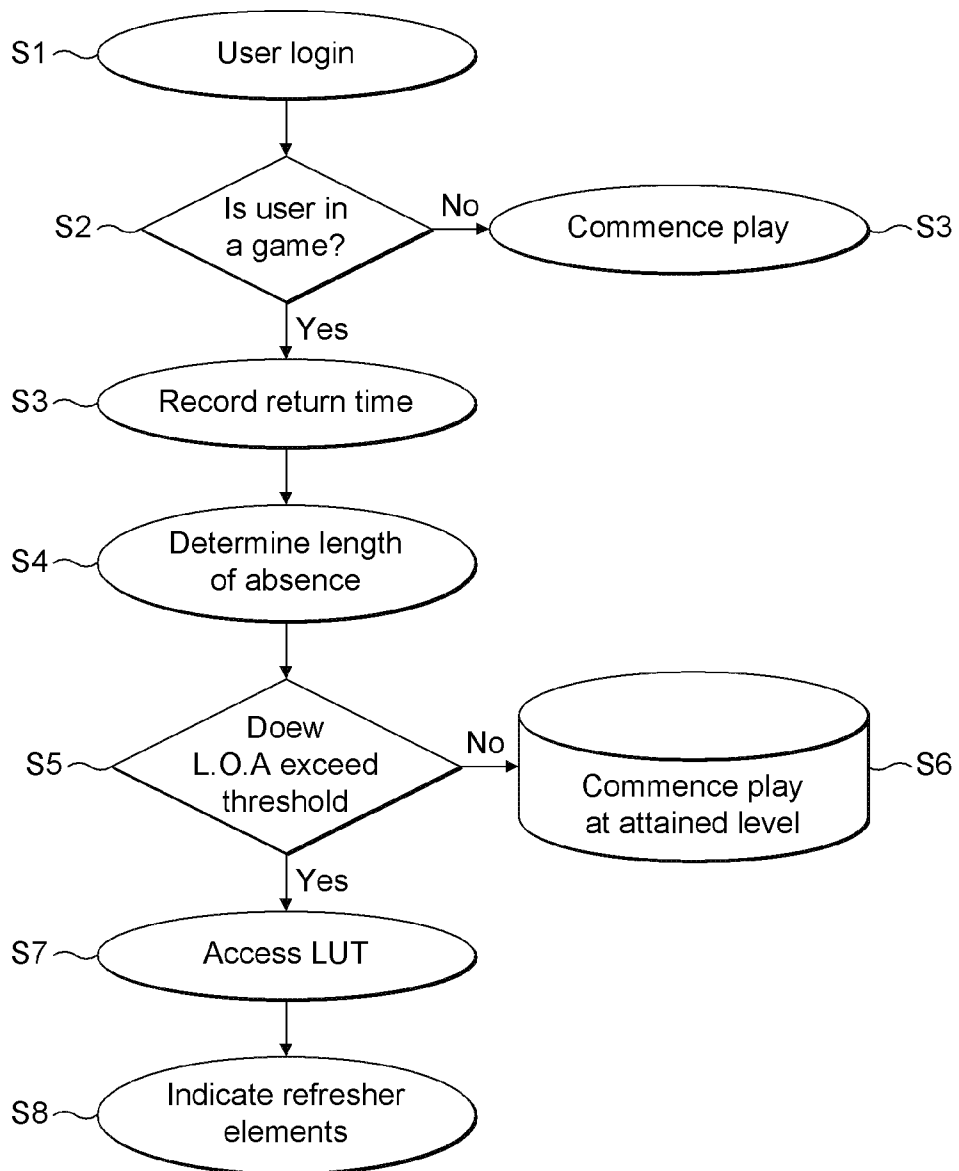 S1
User login
S2
Is user in
a game?
No
Commence play
S3
Yes
S3
Record return time
S4
Determine length
of absence
S5
Doew
L.O.A exceed
threshold
No
Commence play
at attained level
S6
Yes
S7
Access LUT
S8
Indicate refresher
elements